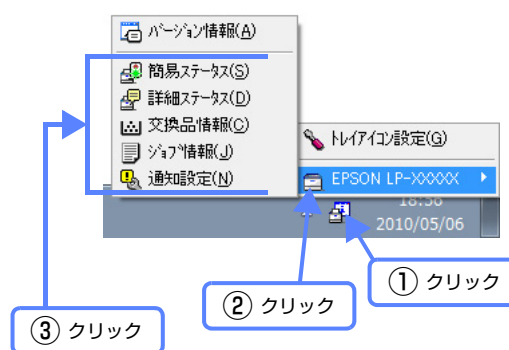 バージョン情報(A)
簡易ステータス(S)
詳細ステータス(D)
交換品情報(C)
ジョブ情報(J)
通知設定(N)
トレイアイコン設定(G)
EPSON LP-XXXXX
18:56
2010/05/06
① クリック
② クリック
③ クリック